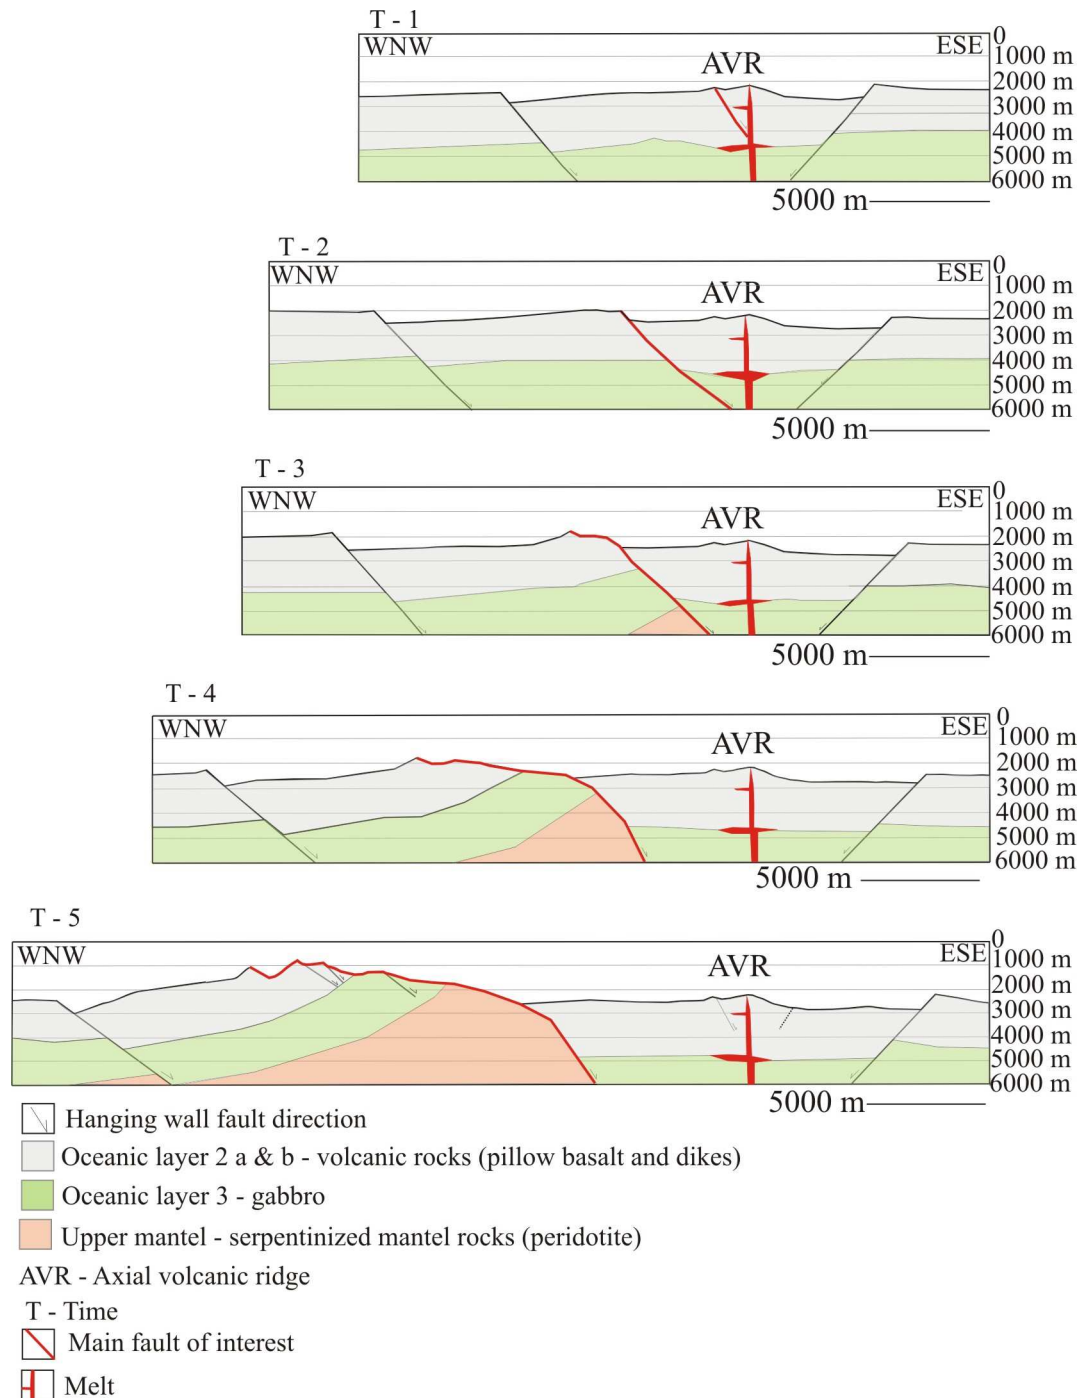 T - 1
WNW
ESE
AVR
0
1000 m
2000 m
3000 m
4000 m
5000 m
6000 m
5000 m
T - 2
WNW
ESE
AVR
0
1000 m
2000 m
3000 m
4000 m
5000 m
6000 m
5000 m
T - 3
WNW
ESE
AVR
0
1000 m
2000 m
3000 m
4000 m
5000 m
6000 m
5000 m
T - 4
WNW
ESE
AVR
0
1000 m
2000 m
3000 m
4000 m
5000 m
6000 m
5000 m
T - 5
WNW
ESE
AVR
0
1000 m
2000 m
3000 m
4000 m
5000 m
6000 m
5000 m
Hanging wall fault direction
Oceanic layer 2 a & b - volcanic rocks (pillow basalt and dikes)
Oceanic layer 3 - gabbro
Upper mantel - serpentinized mantel rocks (peridotite)
AVR - Axial volcanic ridge
T - Time
Main fault of interest
Melt